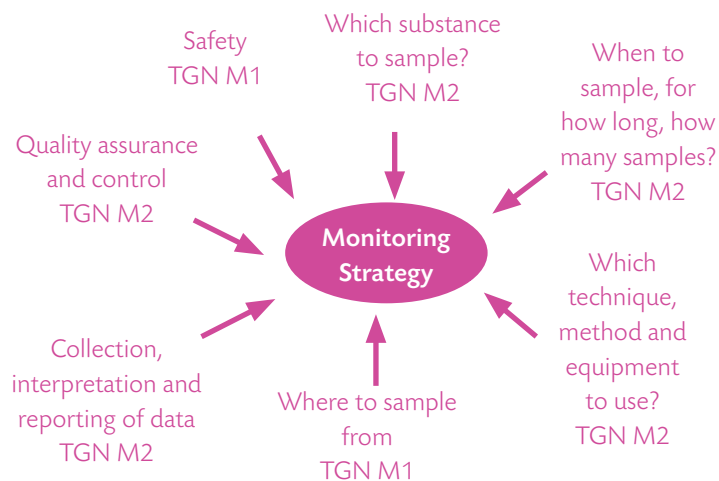 Safety
TGN M1
Which substance
to sample?
TGN M2
When to
sample, for
how long, how
many samples?
TGN M2
Quality assurance
and control
TGN M2
Monitoring
Strategy
Which
technique,
method and
equipment
to use?
TGN M2
Collection,
interpretation and
reporting of data
TGN M2
Where to sample
from
TGN M1